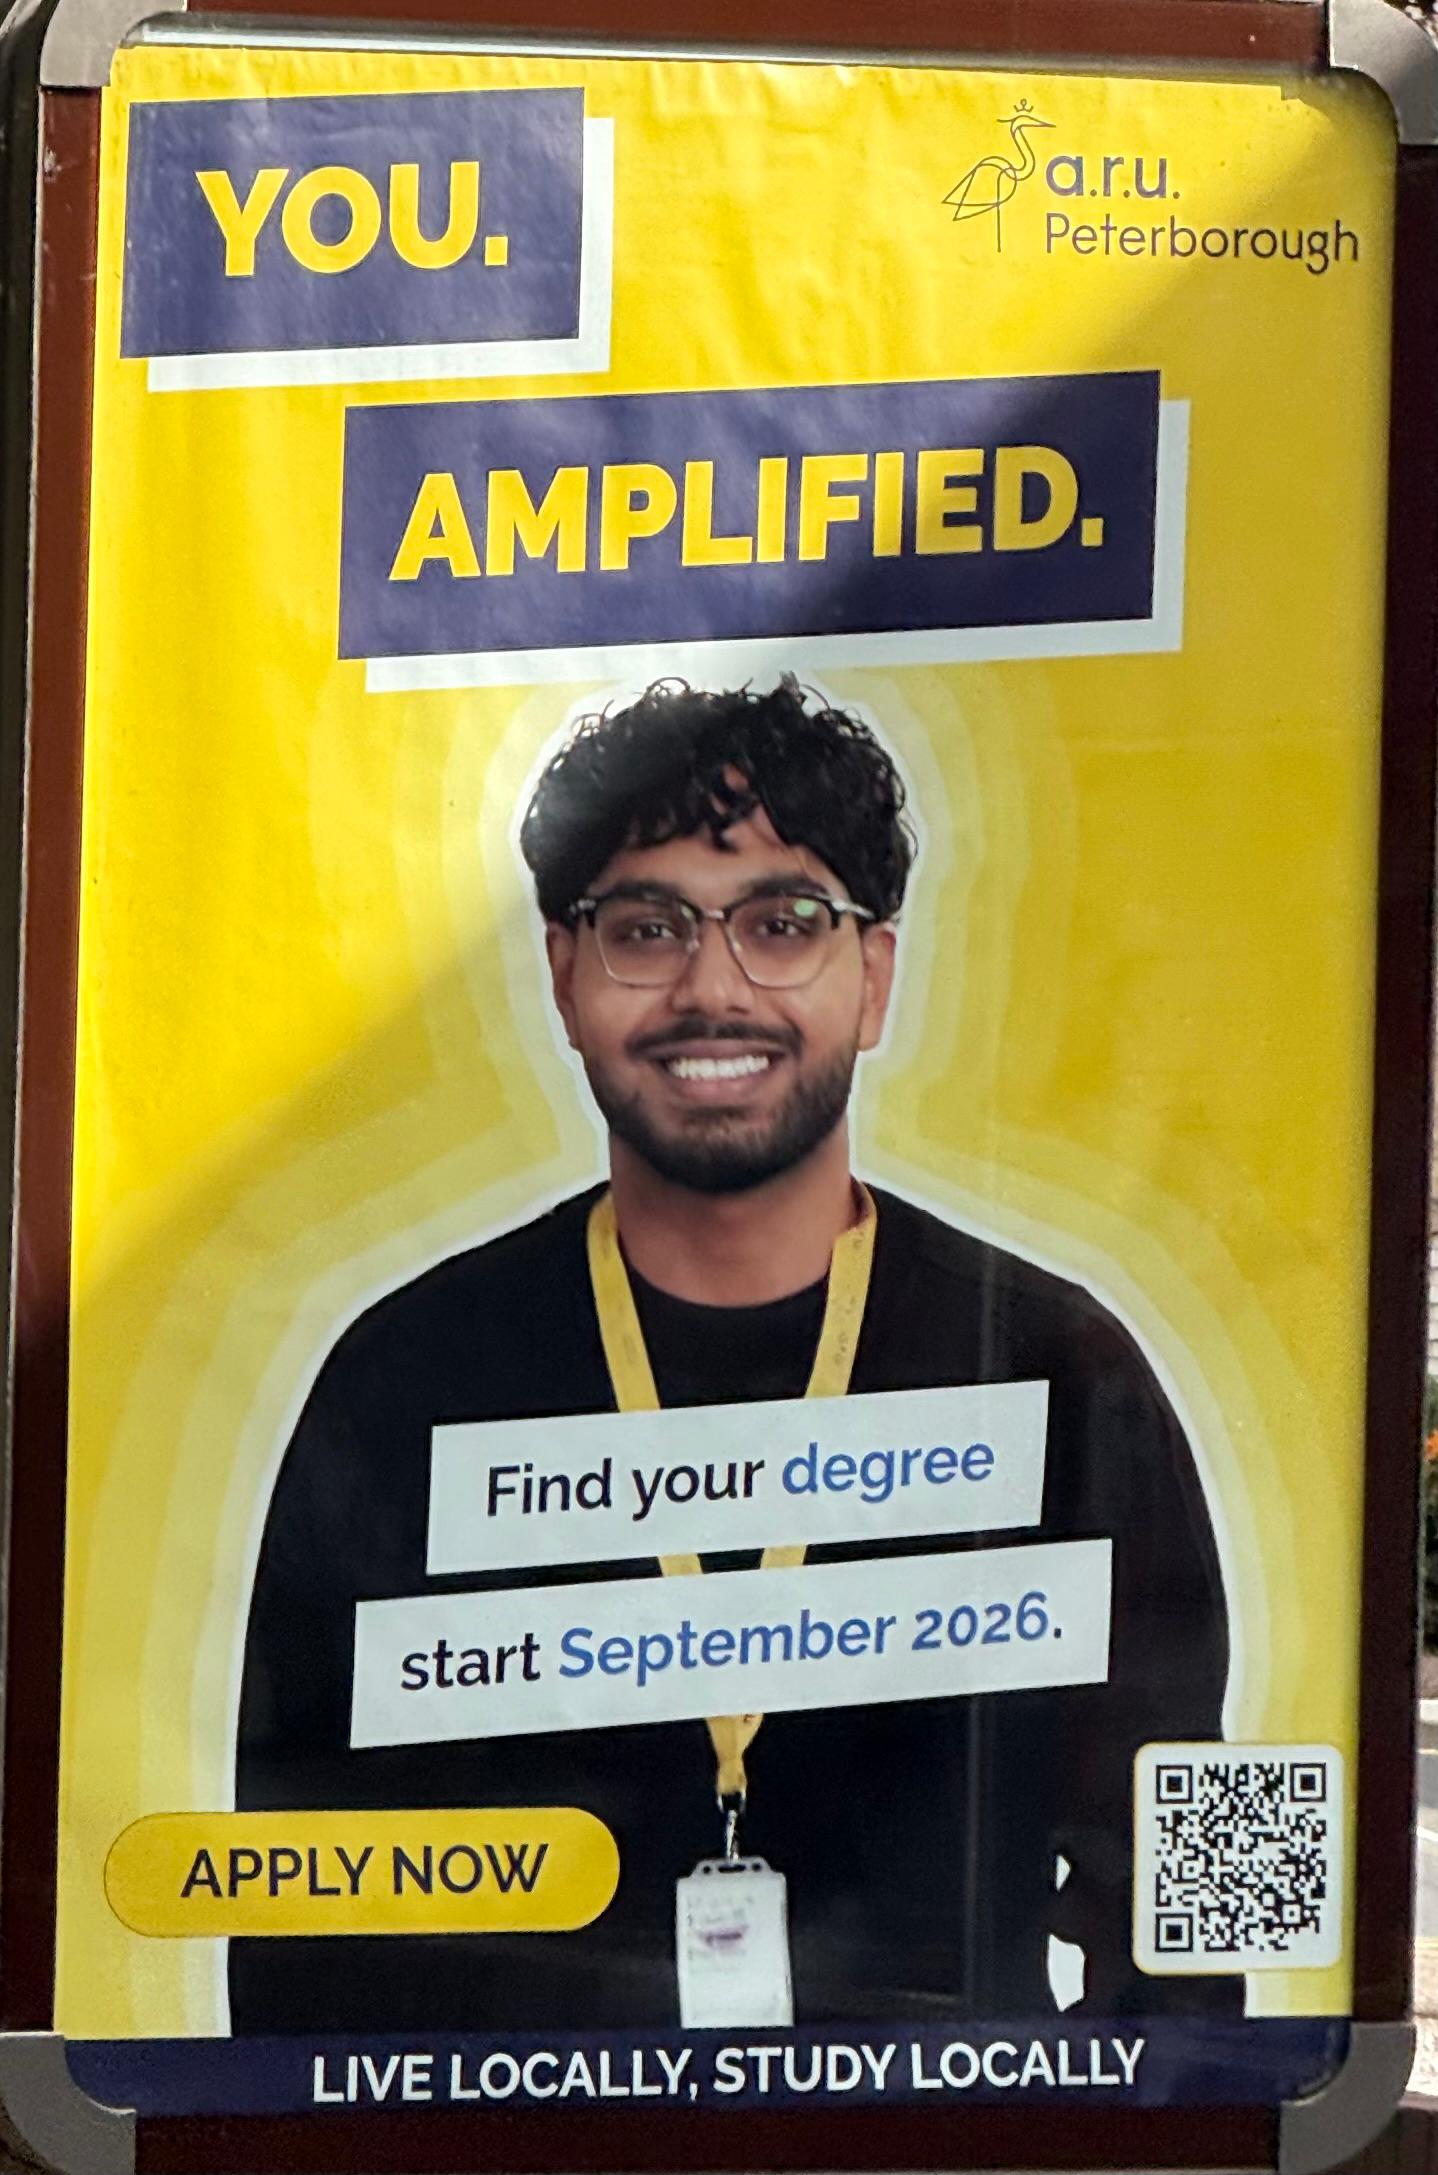 YOU.
a.r.u.
Peterborough
AMPLIFIED.
Find your degree
start September 2026.
APPLY NOW
LIVE LOCALLY, STUDY LOCALLY